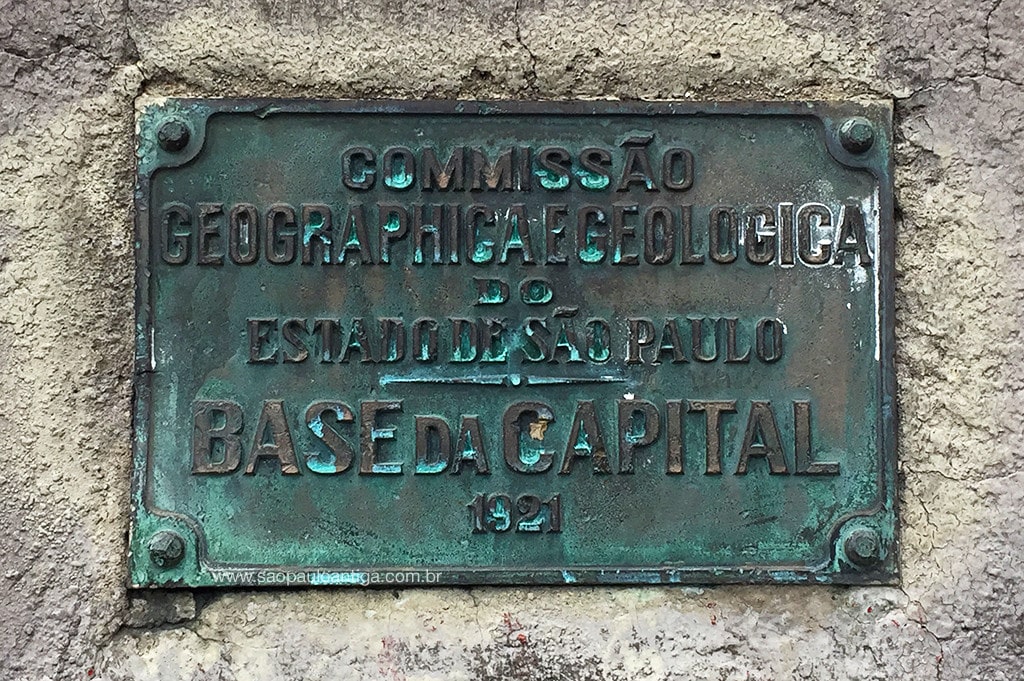 COMMISSÃO
GEOGRAPHICA E GEOLOGICA
DO
ESTADO DE SÃO PAULO
BASE DA CAPITAL
1921
www.saopauloantiga.com.br